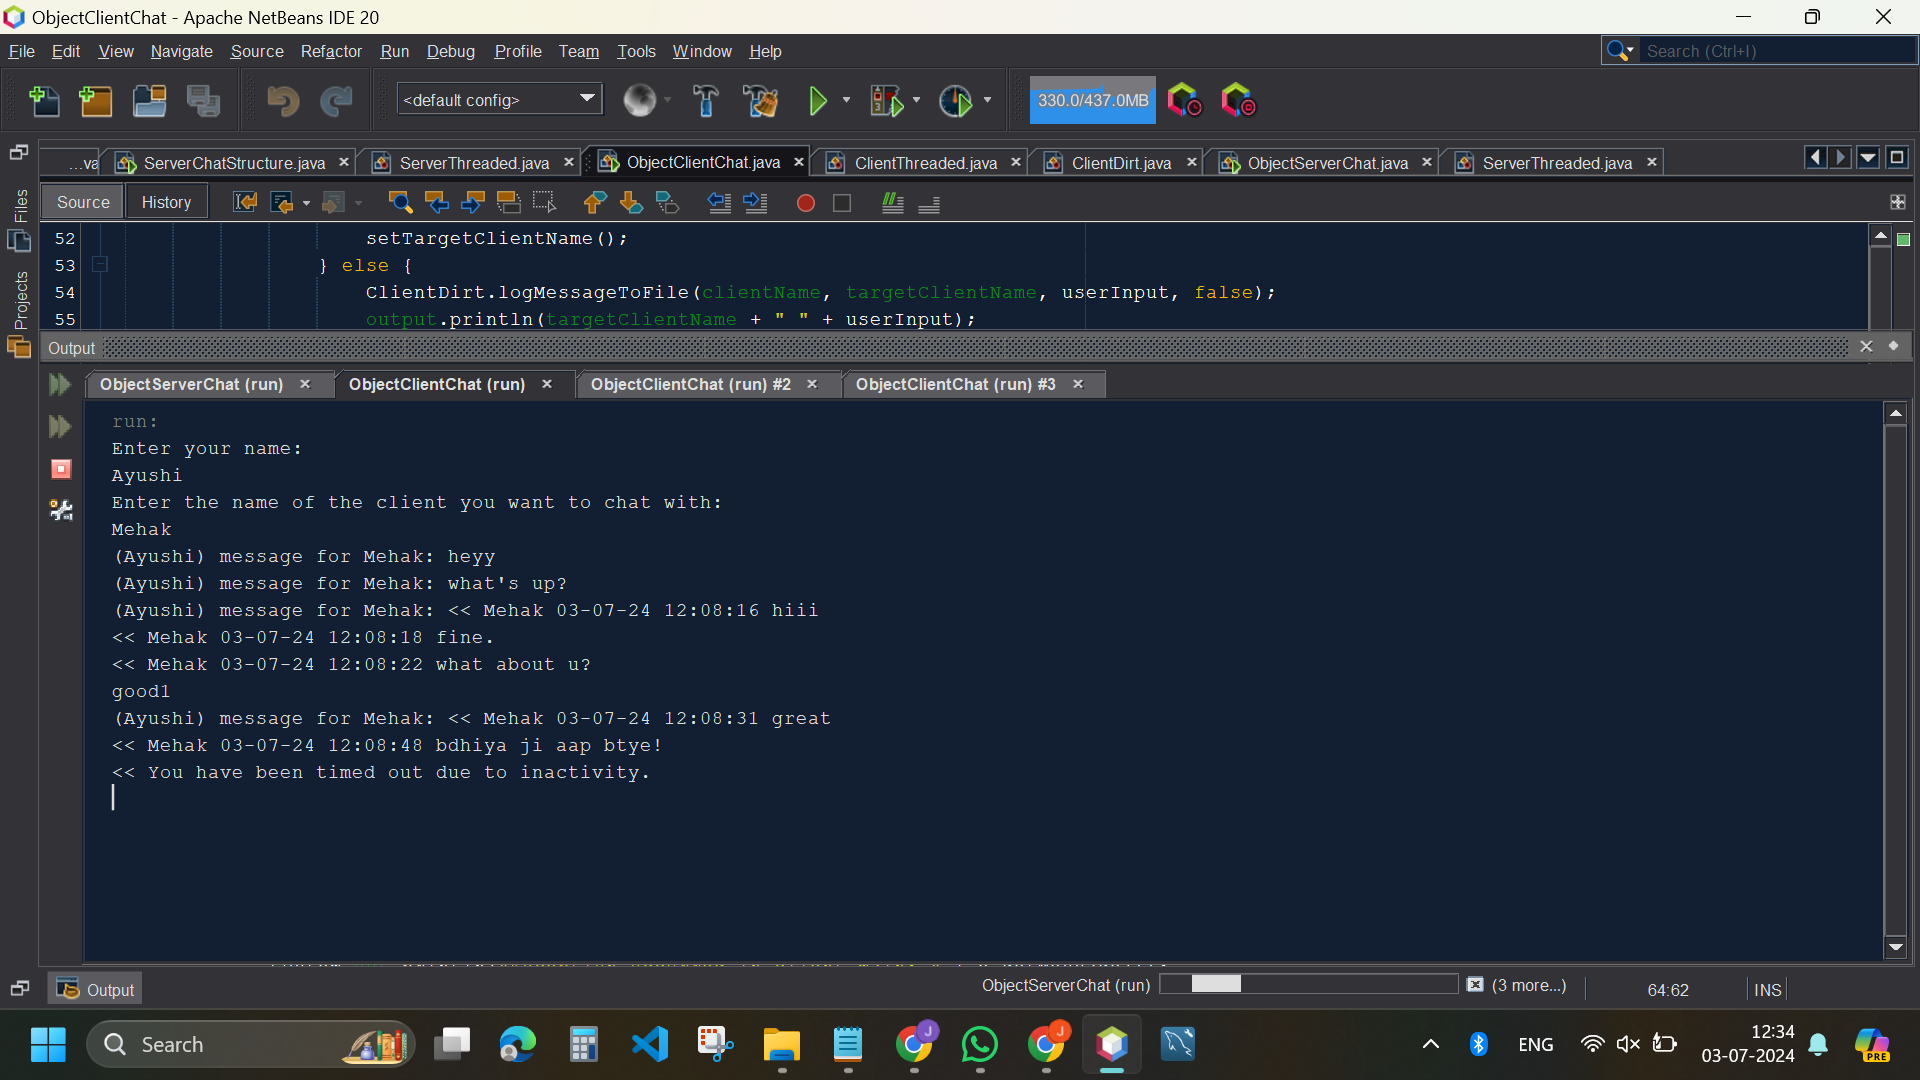 ObjectClientChat - Apache NetBeans IDE 20
File Edit View Navigate Source Refactor Run Debug Profile Team Tools Window Help
Search (Ctrl+I)
<default config>
330.0/437.0MB
...va ServerChatStructure.java ServerThreaded.java ObjectClientChat.java ClientThreaded.java ClientDirt.java ObjectServerChat.java ServerThreaded.java
Files
Projects
Source History
52 setTargetClientName();
53 } else {
54 ClientDirt.logMessageToFile(clientName, targetClientName, userInput, false);
55 output.println(targetClientName + " " + userInput);
Output
ObjectServerChat (run) ObjectClientChat (run) ObjectClientChat (run) #2 ObjectClientChat (run) #3
run:
Enter your name:
Ayushi
Enter the name of the client you want to chat with:
Mehak
(Ayushi) message for Mehak: heyy
(Ayushi) message for Mehak: what's up?
(Ayushi) message for Mehak: << Mehak 03-07-24 12:08:16 hiii
<< Mehak 03-07-24 12:08:18 fine.
<< Mehak 03-07-24 12:08:22 what about u?
good1
(Ayushi) message for Mehak: << Mehak 03-07-24 12:08:31 great
<< Mehak 03-07-24 12:08:48 bdhiya ji aap btye!
<< You have been timed out due to inactivity.
Output
ObjectServerChat (run) (3 more...) 64:62 INS
Search
J
J
ENG
12:34
03-07-2024
PRE